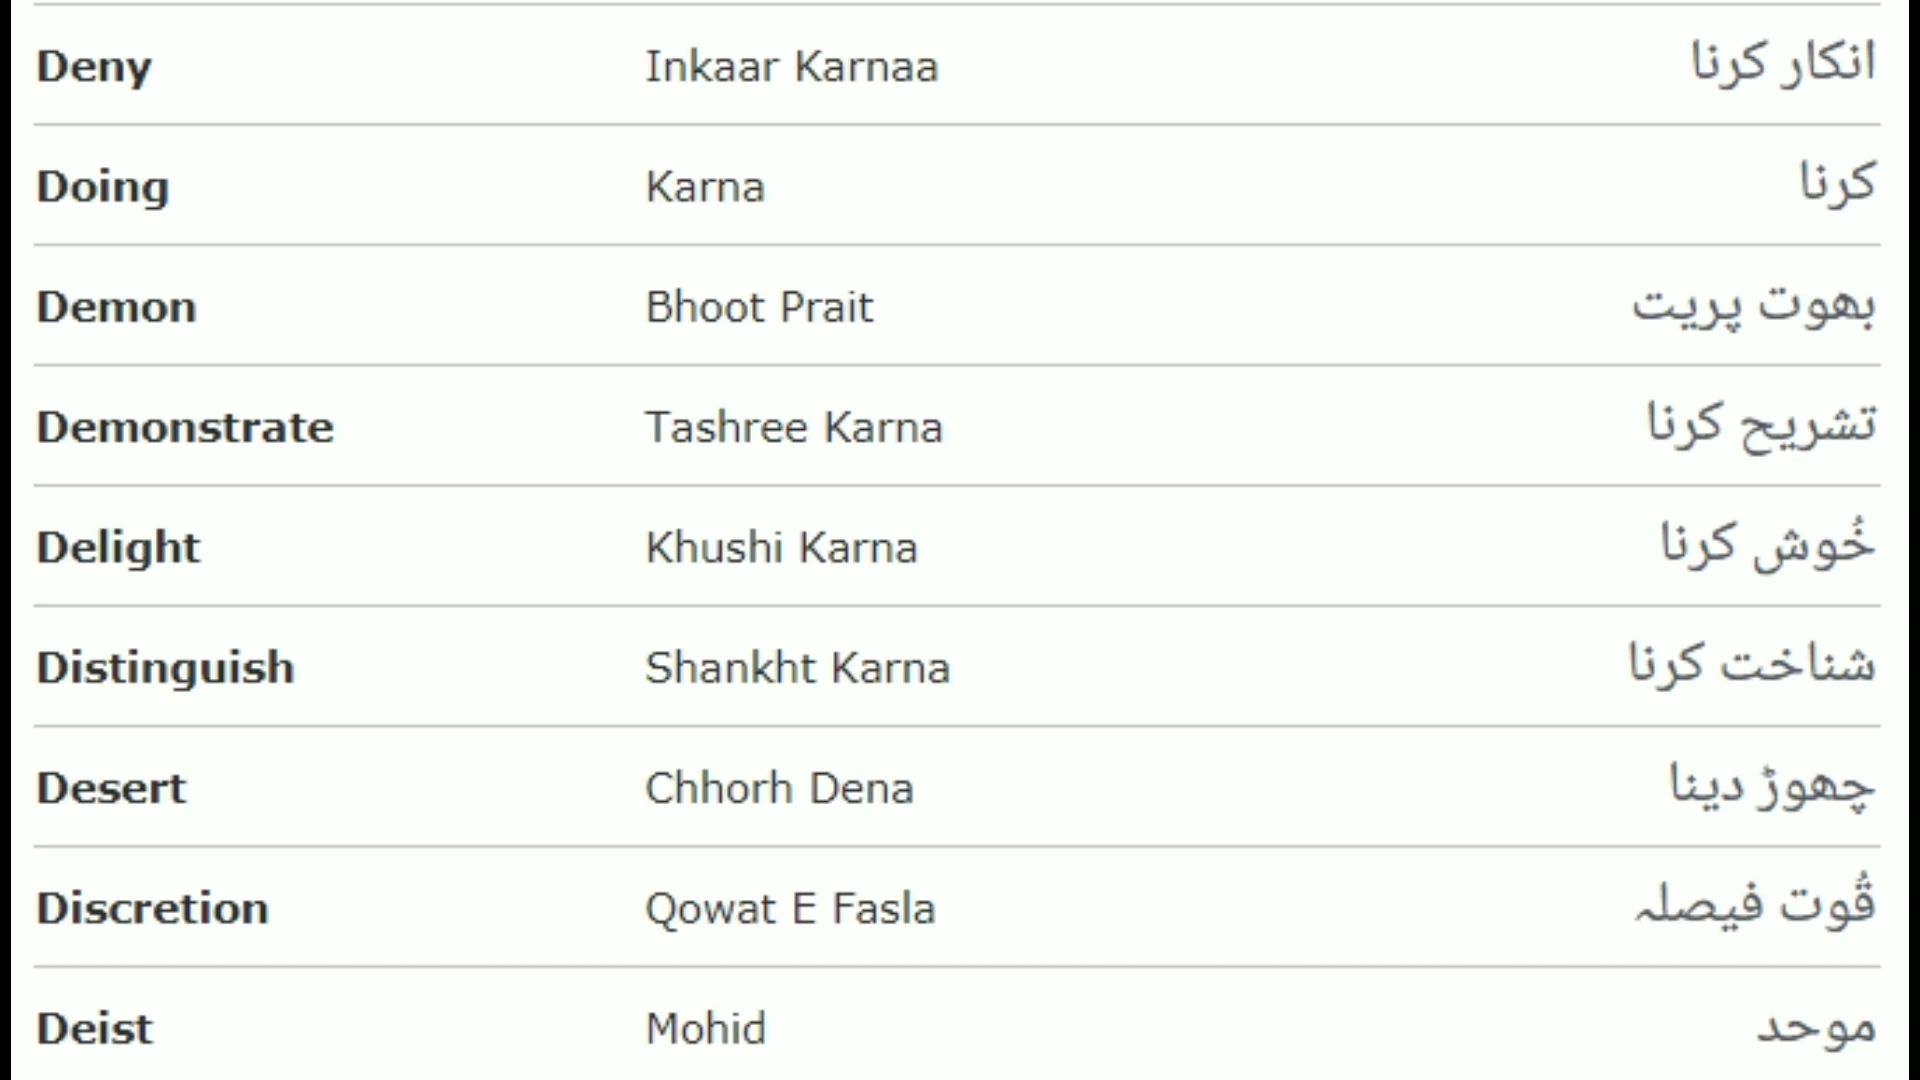 Deny Inkaar Karnaa انکار کرنا
Doing Karna کرنا
Demon Bhoot Prait بھوت پریت
Demonstrate Tashree Karna تشریح کرنا
Delight Khushi Karna خُوش کرنا
Distinguish Shankht Karna شناخت کرنا
Desert Chhorh Dena چھوڑ دینا
Discretion Qowat E Fasla قُوت فیصلہ
Deist Mohid موحد